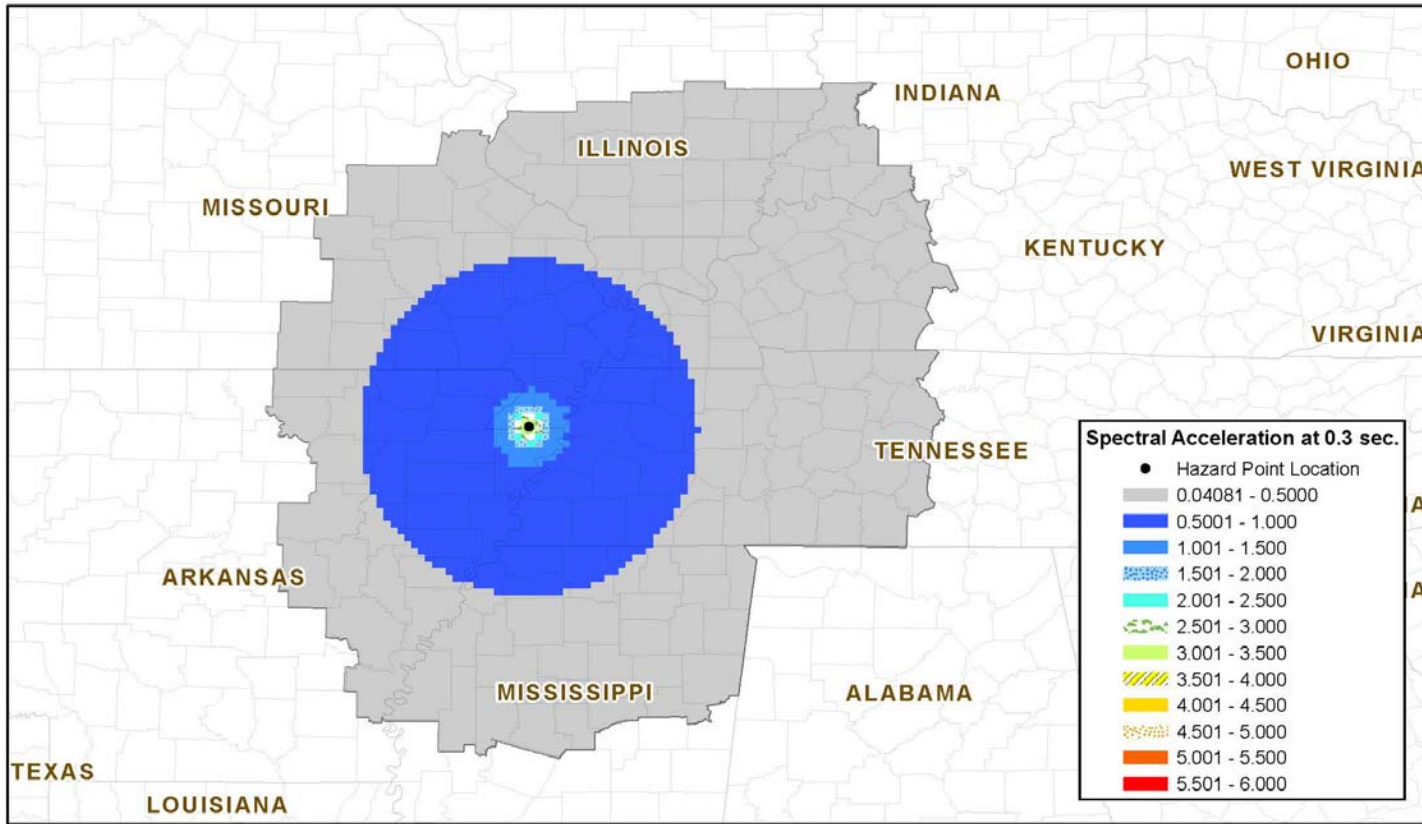 OHIO
INDIANA
ILLINOIS
WEST VIRGINIA
MISSOURI
KENTUCKY
VIRGINIA
TENNESSEE
ARKANSAS
MISSISSIPPI
ALABAMA
TEXAS
LOUISIANA
Spectral Acceleration at 0.3 sec.
Hazard Point Location
0.04081 - 0.5000
0.5001 - 1.000
1.001 - 1.500
1.501 - 2.000
2.001 - 2.500
2.501 - 3.000
3.001 - 3.500
3.501 - 4.000
4.001 - 4.500
4.501 - 5.000
5.001 - 5.500
5.501 - 6.000